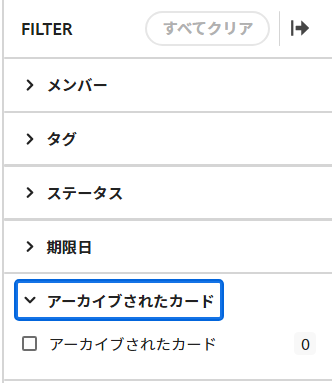 FILTER すべてクリア
メンバー
タグ
ステータス
期限日
アーカイブされたカード
アーカイブされたカード 0